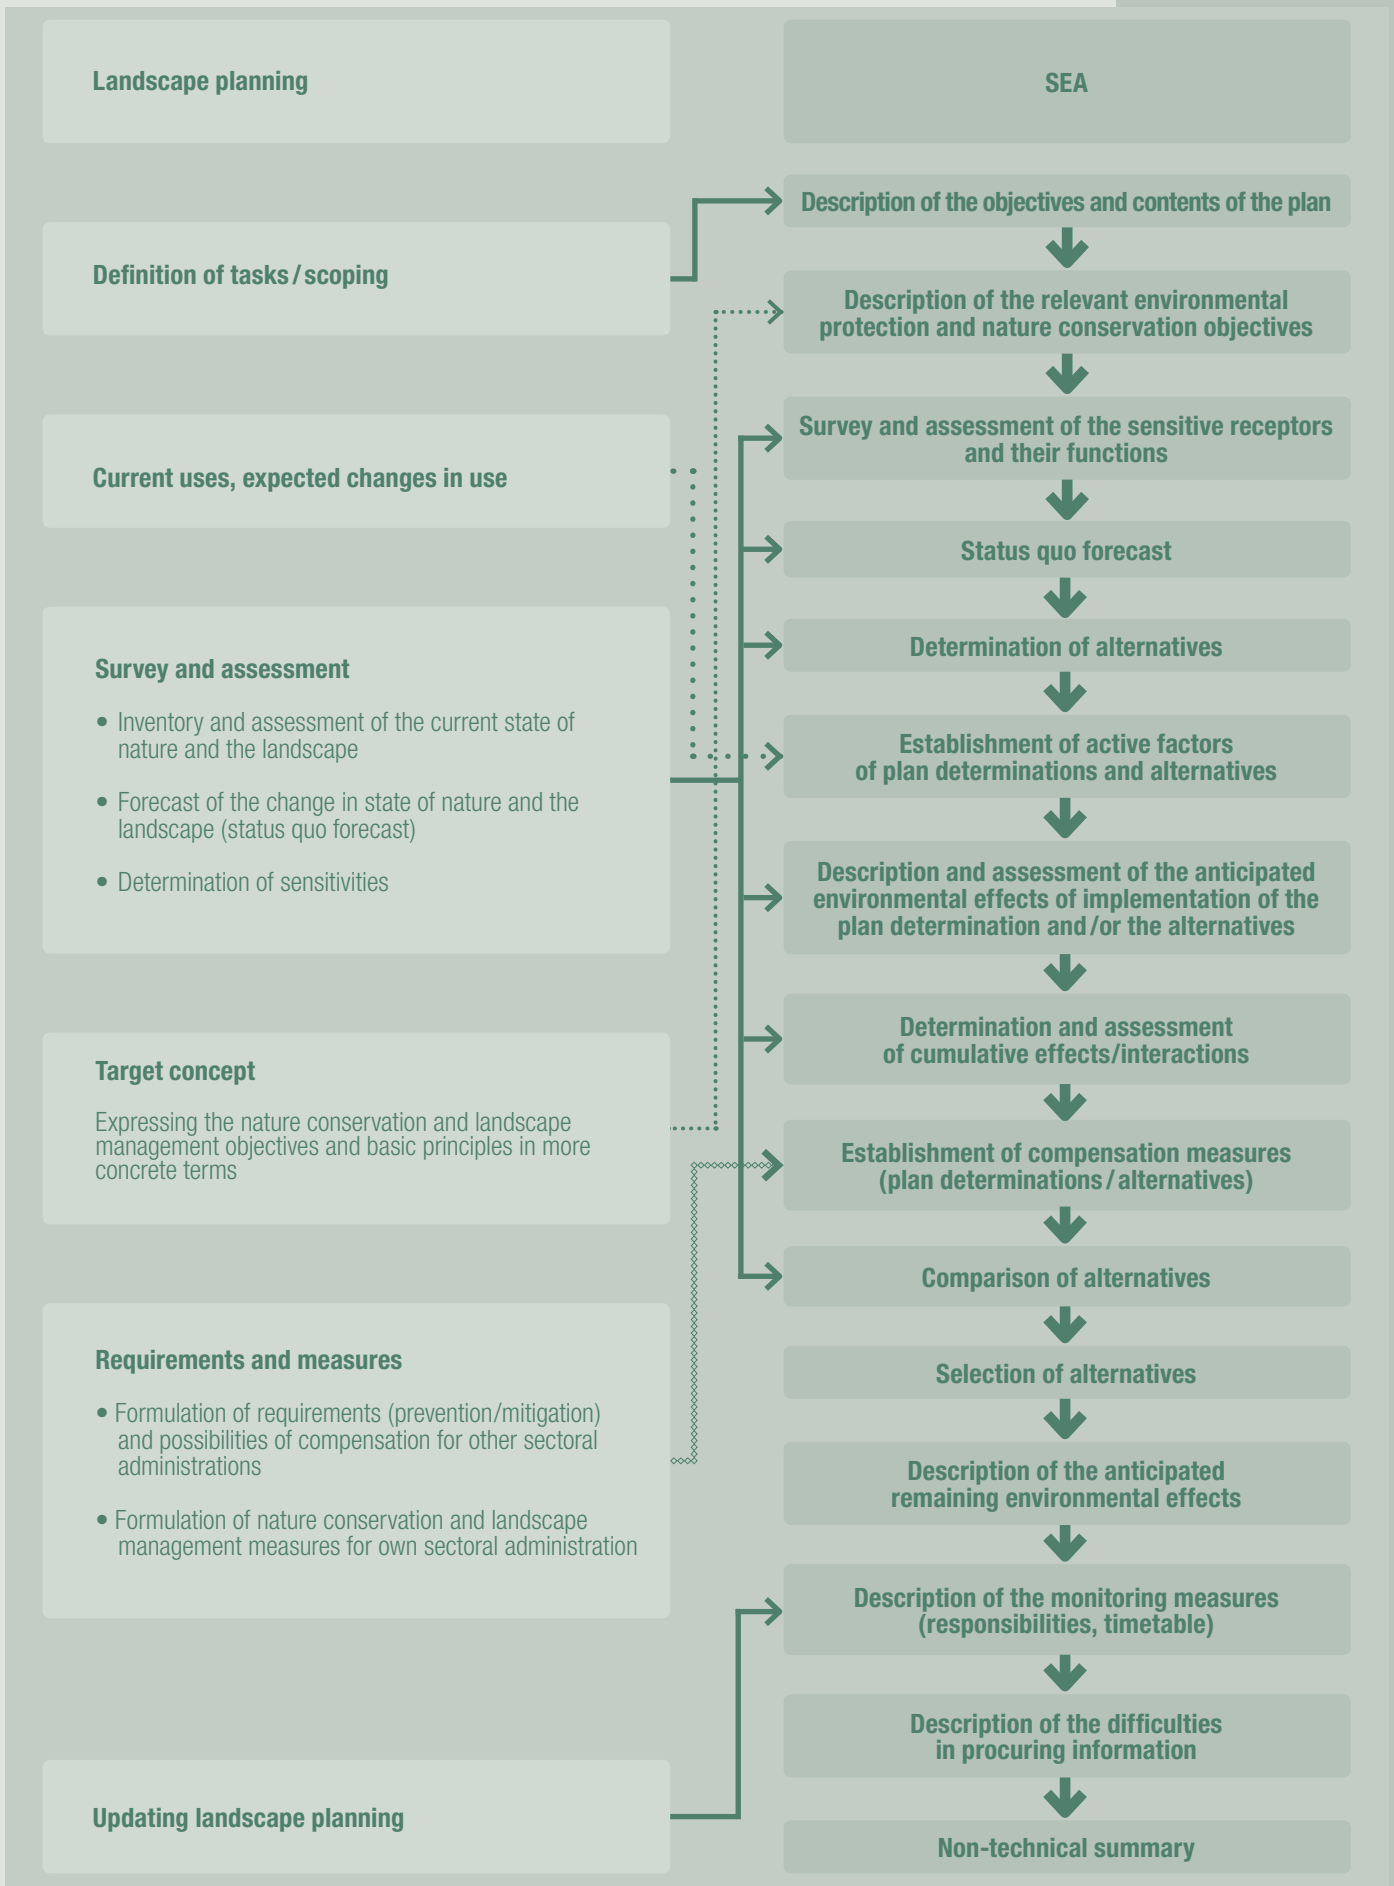 Landscape planning
Definition of tasks / scoping
Current uses, expected changes in use
Survey and assessment
• Inventory and assessment of the current state of
nature and the landscape
• Forecast of the change in state of nature and the
landscape (status quo forecast)
• Determination of sensitivities
Target concept
Expressing the nature conservation and landscape
management objectives and basic principles in more
concrete terms
Requirements and measures
• Formulation of requirements (prevention/mitigation)
and possibilities of compensation for other sectoral
administrations
• Formulation of nature conservation and landscape
management measures for own sectoral administration
Updating landscape planning
SEA
Description of the objectives and contents of the plan
Description of the relevant environmental
protection and nature conservation objectives
Survey and assessment of the sensitive receptors
and their functions
Status quo forecast
Determination of alternatives
Establishment of active factors
of plan determinations and alternatives
Description and assessment of the anticipated
environmental effects of implementation of the
plan determination and / or the alternatives
Determination and assessment
of cumulative effects/interactions
Establishment of compensation measures
(plan determinations / alternatives)
Comparison of alternatives
Selection of alternatives
Description of the anticipated
remaining environmental effects
Description of the monitoring measures
(responsibilities, timetable)
Description of the difficulties
in procuring information
Non-technical summary